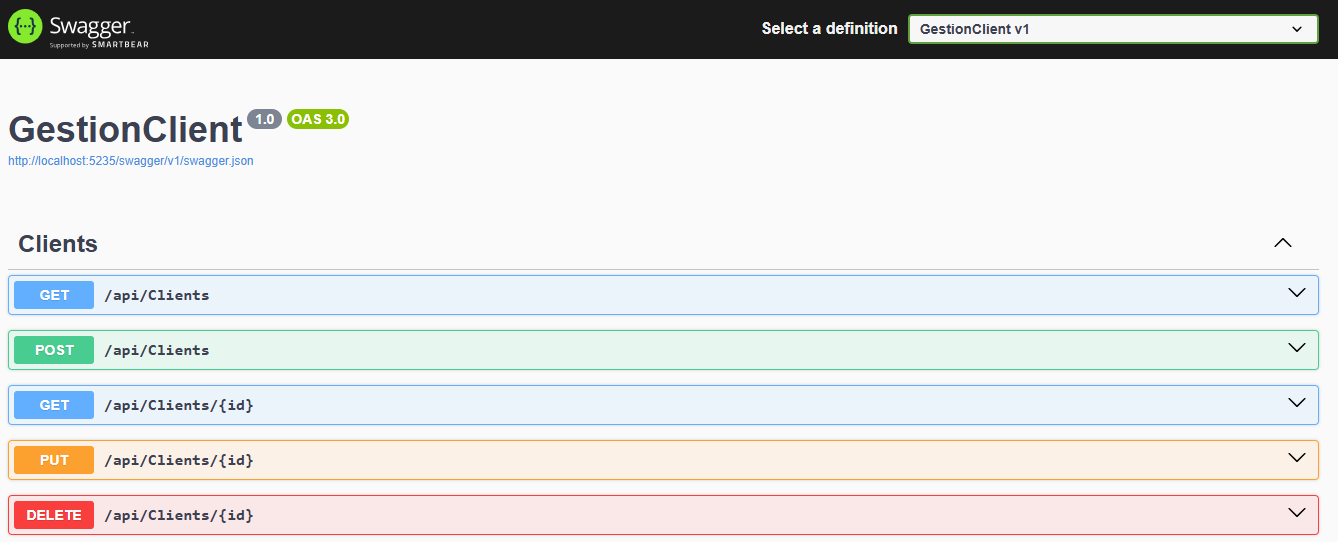 {···} Swagger
Supported by SMARTBEAR
Select a definition
GestionClient v1
GestionClient 1.0 OAS 3.0
http://localhost:5235/swagger/v1/swagger.json
Clients
GET /api/Clients
POST /api/Clients
GET /api/Clients/{id}
PUT /api/Clients/{id}
DELETE /api/Clients/{id}